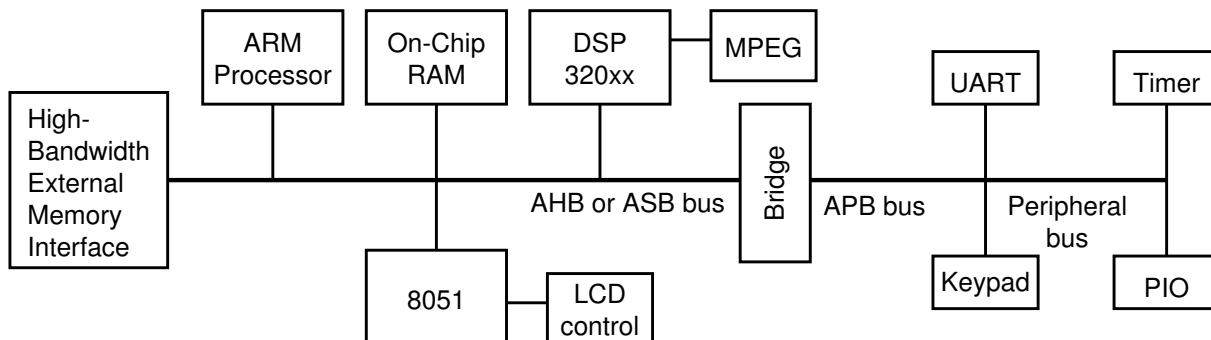 ARM
Processor
On-Chip
RAM
DSP
320xx
MPEG
UART
Timer
High-
Bandwidth
External
Memory
Interface
Bridge
AHB or ASB bus
APB bus
Peripheral
bus
8051
LCD
control
Keypad
PIO